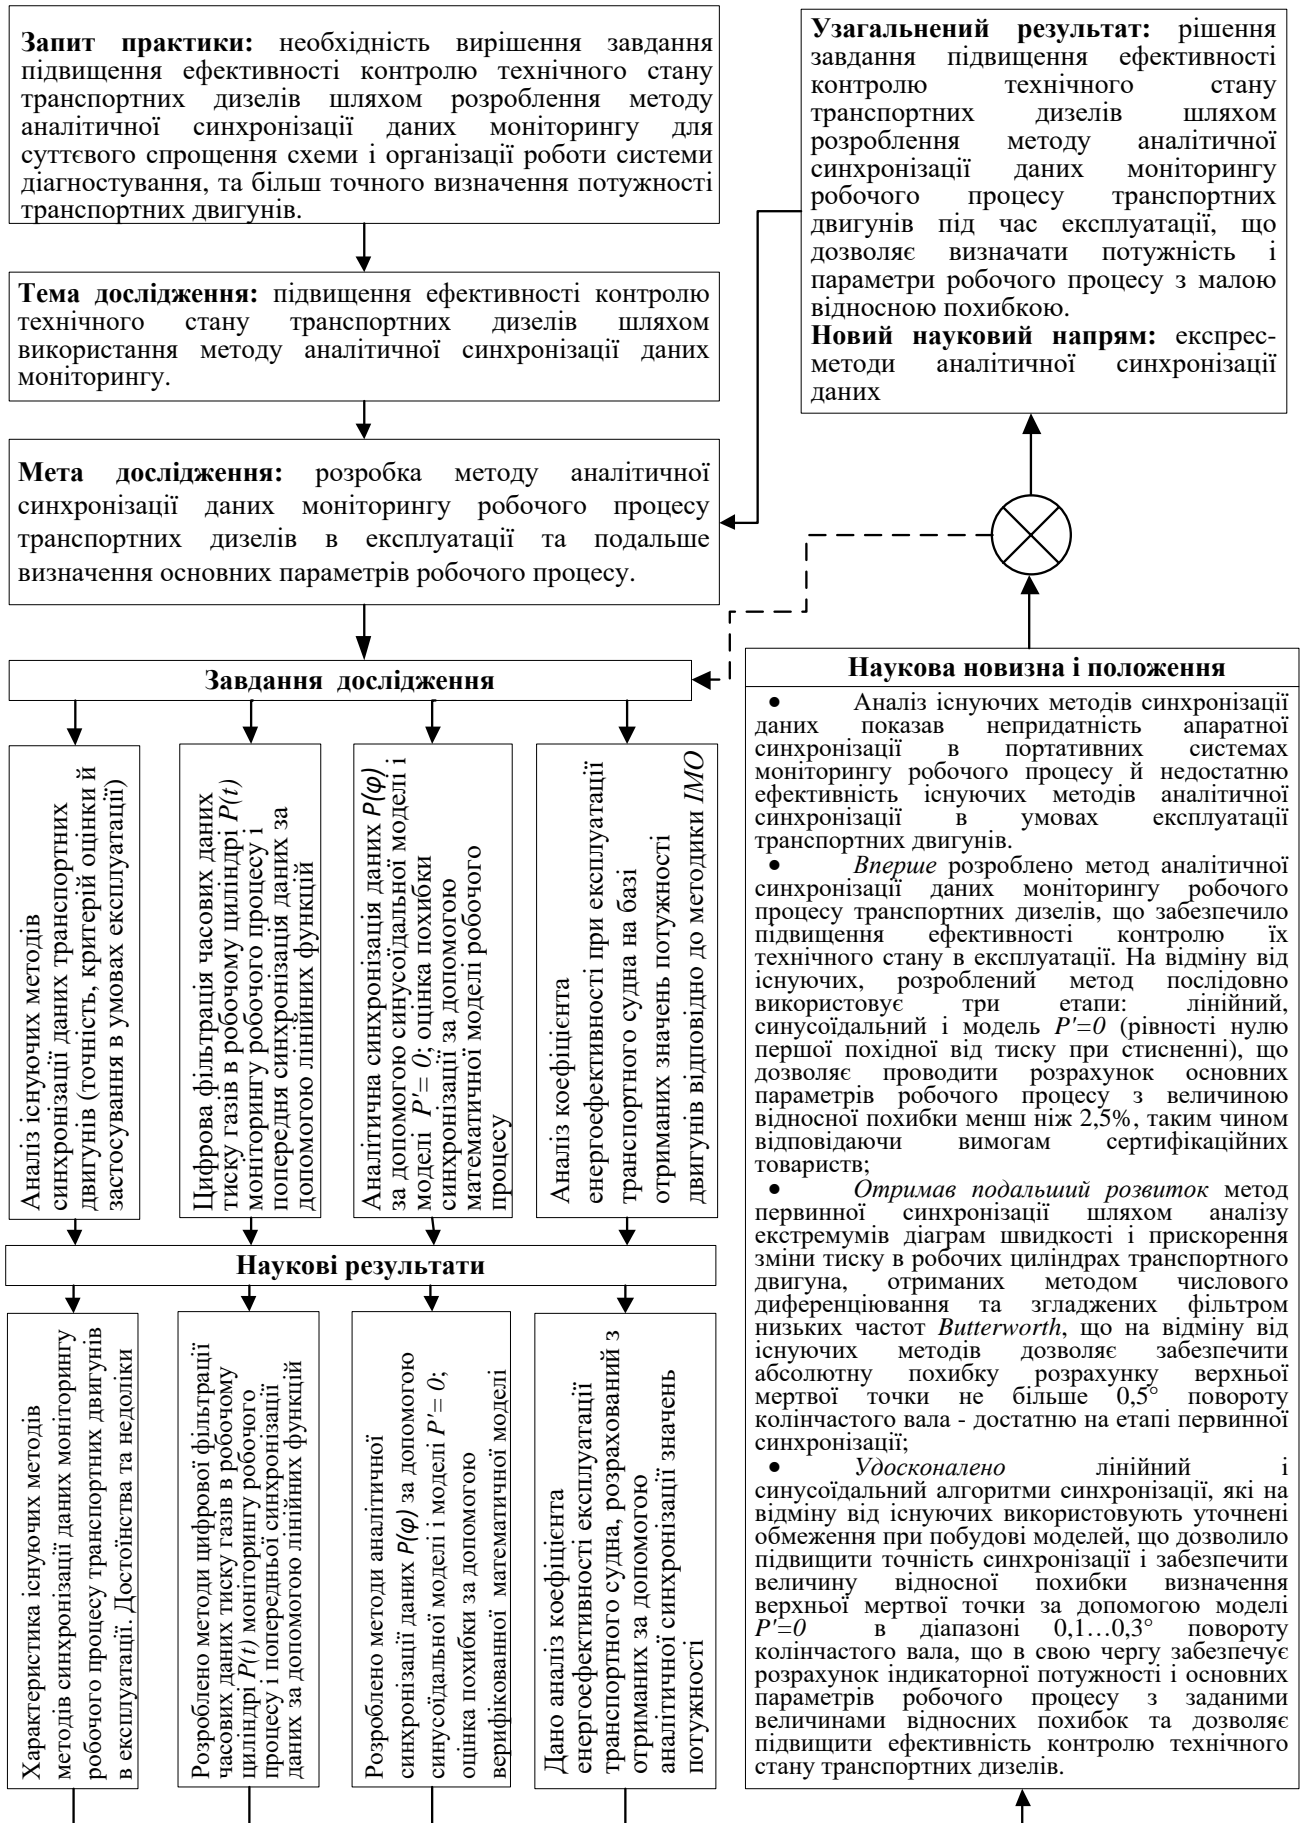 Запит практики: необхідність вирішення завдання
підвищення ефективності контролю технічного стану
транспортних дизелів шляхом розроблення методу
аналітичної синхронізації даних моніторингу для
суттєвого спрощення схеми і організації роботи системи
діагностування, та більш точного визначення потужності
транспортних двигунів.
Тема дослідження: підвищення ефективності контролю
технічного стану транспортних дизелів шляхом
використання методу аналітичної синхронізації даних
моніторингу.
Мета дослідження: розробка методу аналітичної
синхронізації даних моніторингу робочого процесу
транспортних дизелів в експлуатації та подальше
визначення основних параметрів робочого процесу.
Завдання дослідження
Аналіз існуючих методів
синхронізації даних транспортних
двигунів (точність, критерій оцінки й
застосування в умовах експлуатації)
Цифрова фільтрація часових даних
тиску газів в робочому циліндрі P(t)
моніторингу робочого процесу і
попередня синхронізація даних за
допомогою лінійних функцій
Аналітична синхронізація даних P(φ)
за допомогою синусоїдальної моделі і
моделі P'= 0; оцінка похибки
синхронізації за допомогою
математичної моделі робочого
процесу
Аналіз коефіцієнта
енергоефективності при експлуатації
транспортного судна на базі
отриманих значень потужності
двигунів відповідно до методики IMO
Наукові результати
Характеристика існуючих методів
методів синхронізації даних моніторингу
робочого процесу транспортних двигунів
в експлуатації. Достоїнства та недоліки
Розроблено методи цифрової фільтрації
часових даних тиску газів в робочому
циліндрі P(t) моніторингу робочого
процесу і попередньої синхронізації
даних за допомогою лінійних функцій
Розроблено методи аналітичної
синхронізації даних P(φ) за допомогою
синусоїдальної моделі і моделі P'= 0;
оцінка похибки за допомогою
верифікованної математичної моделі
Дано аналіз коефіцієнта
енергоефективності експлуатації
транспортного судна, розрахований з
отриманих за допомогою
аналітичної синхронізації значень
потужності
Узагальнений результат: рішення
завдання підвищення ефективності
контролю технічного стану
транспортних дизелів шляхом
розроблення методу аналітичної
синхронізації даних моніторингу
робочого процесу транспортних
двигунів під час експлуатації, що
дозволяє визначати потужність і
параметри робочого процесу з малою
відносною похибкою.
Новий науковий напрям: експрес-
методи аналітичної синхронізації
даних
Наукова новизна і положення
• Аналіз існуючих методів синхронізації
даних показав непридатність апаратної
синхронізації в портативних системах
моніторингу робочого процесу й недостатню
ефективність існуючих методів аналітичної
синхронізації в умовах експлуатації
транспортних двигунів.
• Вперше розроблено метод аналітичної
синхронізації даних моніторингу робочого
процесу транспортних дизелів, що забезпечило
підвищення ефективності контролю їх
технічного стану в експлуатації. На відміну від
існуючих, розроблений метод послідовно
використовує три етапи: лінійний,
синусоїдальний і модель P'=0 (рівності нулю
першої похідної від тиску при стисненні), що
дозволяє проводити розрахунок основних
параметрів робочого процесу з величиною
відносної похибки менш ніж 2,5%, таким чином
відповідаючи вимогам сертифікаційних
товариств;
• Отримав подальший розвиток метод
первинної синхронізації шляхом аналізу
екстремумів діаграм швидкості і прискорення
зміни тиску в робочих циліндрах транспортного
двигуна, отриманих методом числового
диференціювання та згладжених фільтром
низьких частот Butterworth, що на відміну від
існуючих методів дозволяє забезпечити
абсолютну похибку розрахунку верхньої
мертвої точки не більше 0,5° повороту
колінчастого вала - достатню на етапі первинної
синхронізації;
• Удосконалено лінійний і
синусоїдальний алгоритми синхронізації, які на
відміну від існуючих використовують уточнені
обмеження при побудові моделей, що дозволило
підвищити точність синхронізації і забезпечити
величину відносної похибки визначення
верхньої мертвої точки за допомогою моделі
P'=0 в діапазоні 0,1…0,3° повороту
колінчастого вала, що в свою чергу забезпечує
розрахунок індикаторної потужності і основних
параметрів робочого процесу з заданими
величинами відносних похибок та дозволяє
підвищити ефективність контролю технічного
стану транспортних дизелів.